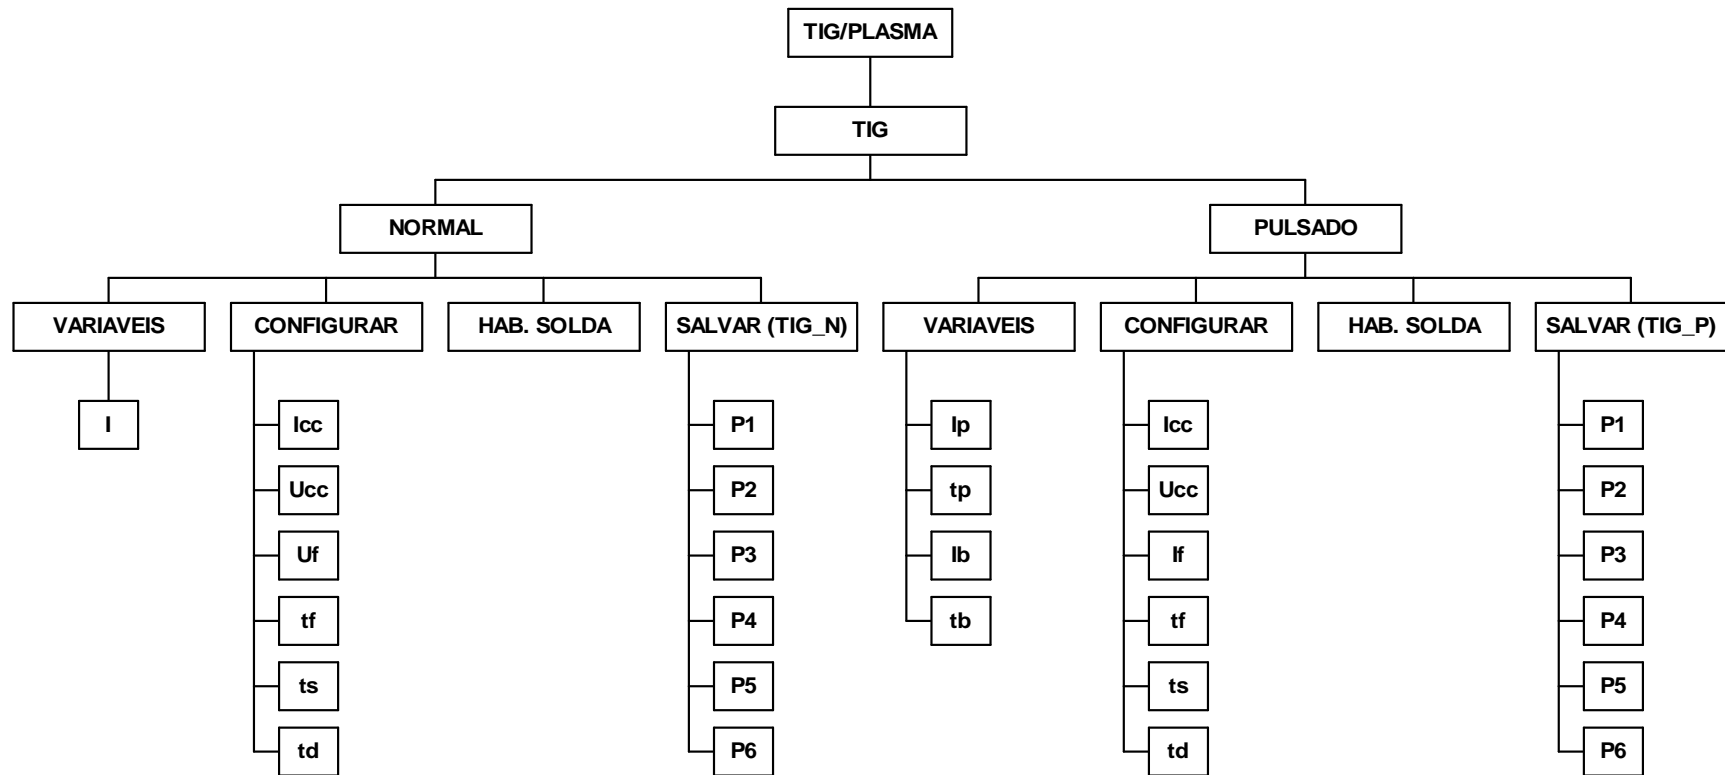 TIG/PLASMA
TIG
NORMAL
PULSADO
VARIAVEIS
CONFIGURAR
HAB. SOLDA
SALVAR (TIG_N)
VARIAVEIS
CONFIGURAR
HAB. SOLDA
SALVAR (TIG_P)
I
Icc
Ucc
Uf
tf
ts
td
P1
P2
P3
P4
P5
P6
Ip
tp
Ib
tb
Icc
Ucc
If
tf
ts
td
P1
P2
P3
P4
P5
P6